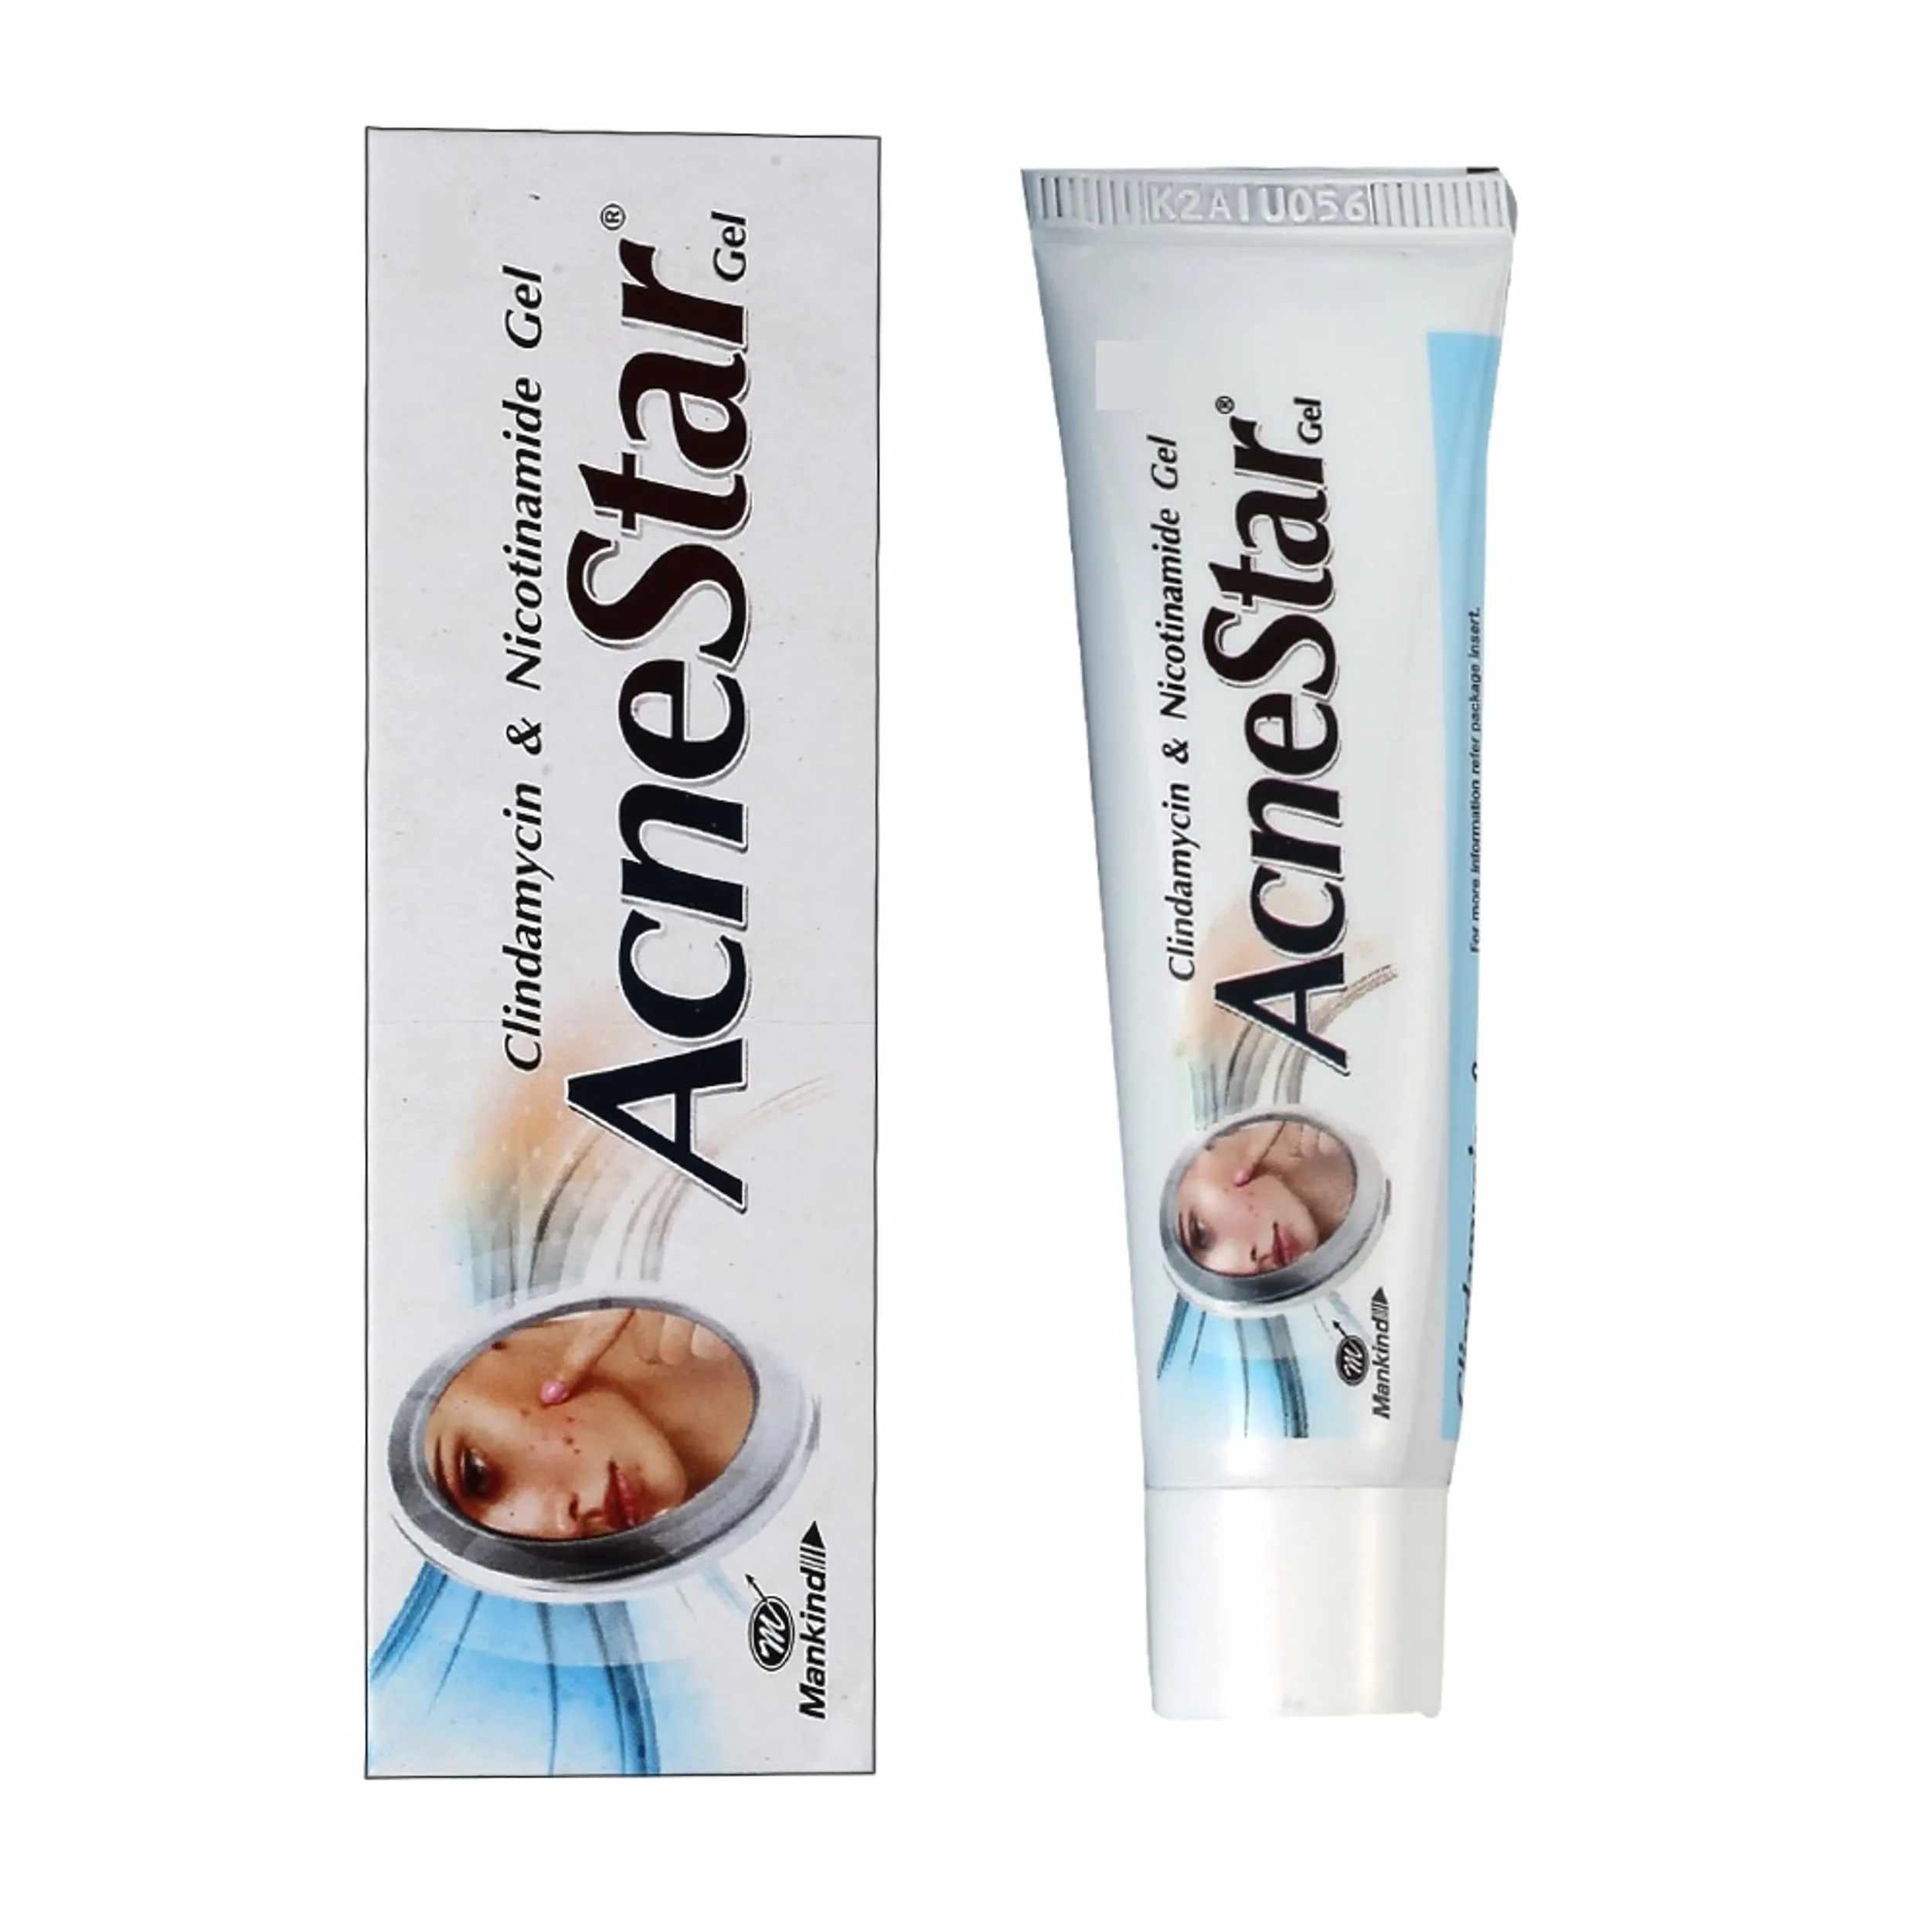 Clindamycin & Nicotinamide Gel
AcneStar®
Gel
Mankind
K2A1U056
Clindamycin & Nicotinamide Gel
AcneStar®
Gel
Mankind
For more information refer package insert.